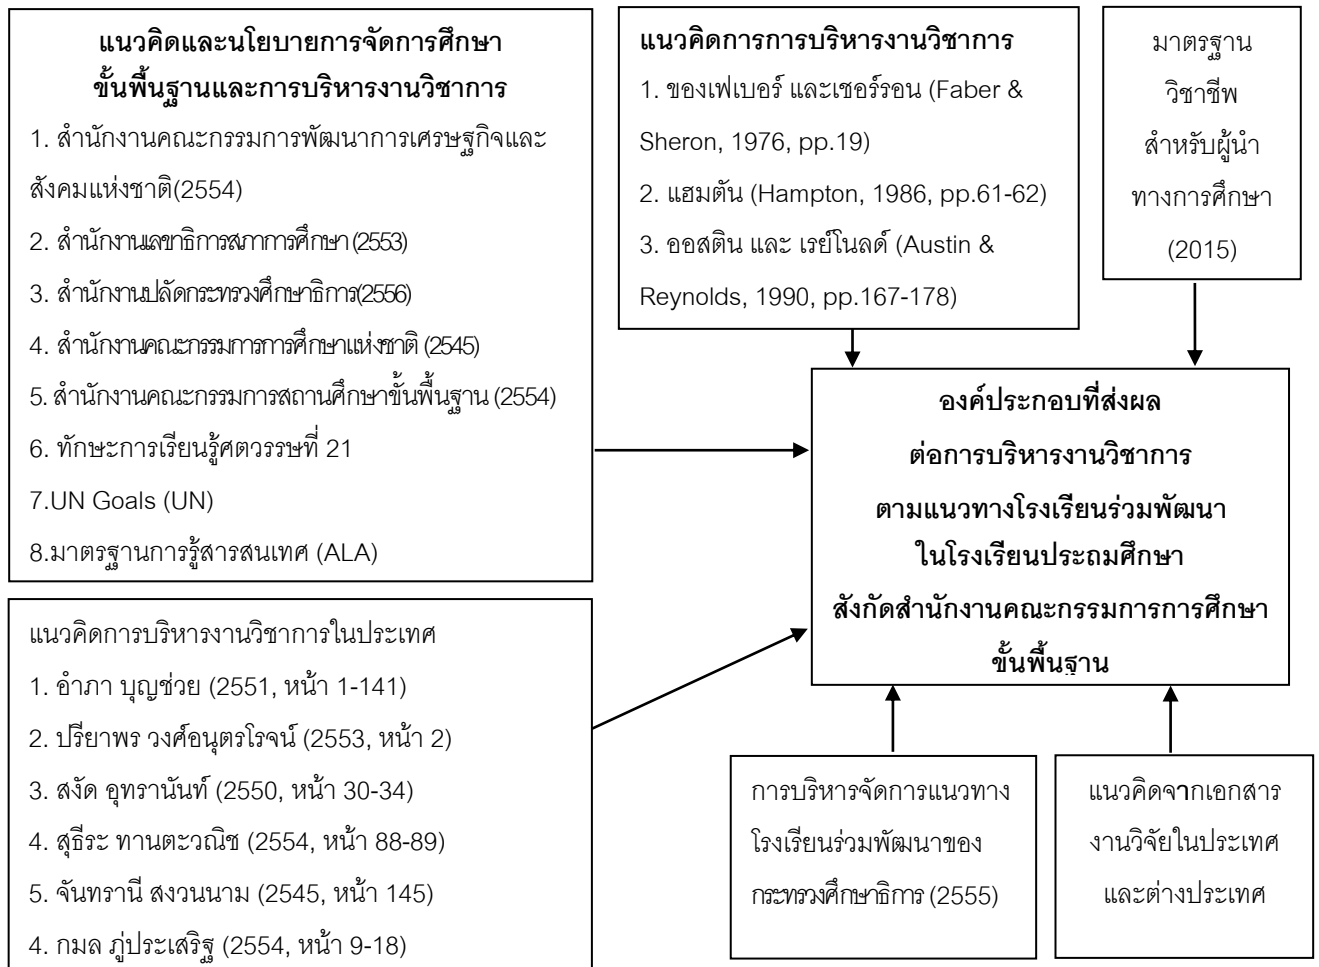 แนวคิดและนโยบายการจัดการศึกษา
ขั้นพื้นฐานและการบริหารงานวิชาการ
1. สำนักงานคณะกรรมการพัฒนาการเศรษฐกิจและ
สังคมแห่งชาติ(2554)
2. สำนักงานเลขาธิการสภาการศึกษา (2553)
3. สำนักงานปลัดกระทรวงศึกษาธิการ(2556)
4. สำนักงานคณะกรรมการการศึกษาแห่งชาติ (2545)
5. สำนักงานคณะกรรมการสถานศึกษาขั้นพื้นฐาน (2554)
6. ทักษะการเรียนรู้ศตวรรษที่ 21
7.UN Goals (UN)
8.มาตรฐานการรู้สารสนเทศ (ALA)
แนวคิดการการบริหารงานวิชาการ
1. ของเฟเบอร์ และเชอร์รอน (Faber &
Sheron, 1976, pp.19)
2. แฮมตัน (Hampton, 1986, pp.61-62)
3. ออสติน และ เรย์โนลด์ (Austin &
Reynolds, 1990, pp.167-178)
มาตรฐาน
วิชาชีพ
สำหรับผู้นำ
ทางการศึกษา
(2015)
องค์ประกอบที่ส่งผล
ต่อการบริหารงานวิชาการ
ตามแนวทางโรงเรียนร่วมพัฒนา
ในโรงเรียนประถมศึกษา
สังกัดสำนักงานคณะกรรมการการศึกษา
ขั้นพื้นฐาน
แนวคิดการบริหารงานวิชาการในประเทศ
1. อำภา บุญช่วย (2551, หน้า 1-141)
2. ปรียาพร วงศ์อนุตรโรจน์ (2553, หน้า 2)
3. สงัด อุทรานันท์ (2550, หน้า 30-34)
4. สุธีระ ทานตะวณิช (2554, หน้า 88-89)
5. จันทรานี สงวนนาม (2545, หน้า 145)
4. กมล ภู่ประเสริฐ (2554, หน้า 9-18)
การบริหารจัดการแนวทาง
โรงเรียนร่วมพัฒนาของ
กระทรวงศึกษาธิการ (2555)
แนวคิดจากเอกสาร
งานวิจัยในประเทศ
และต่างประเทศ